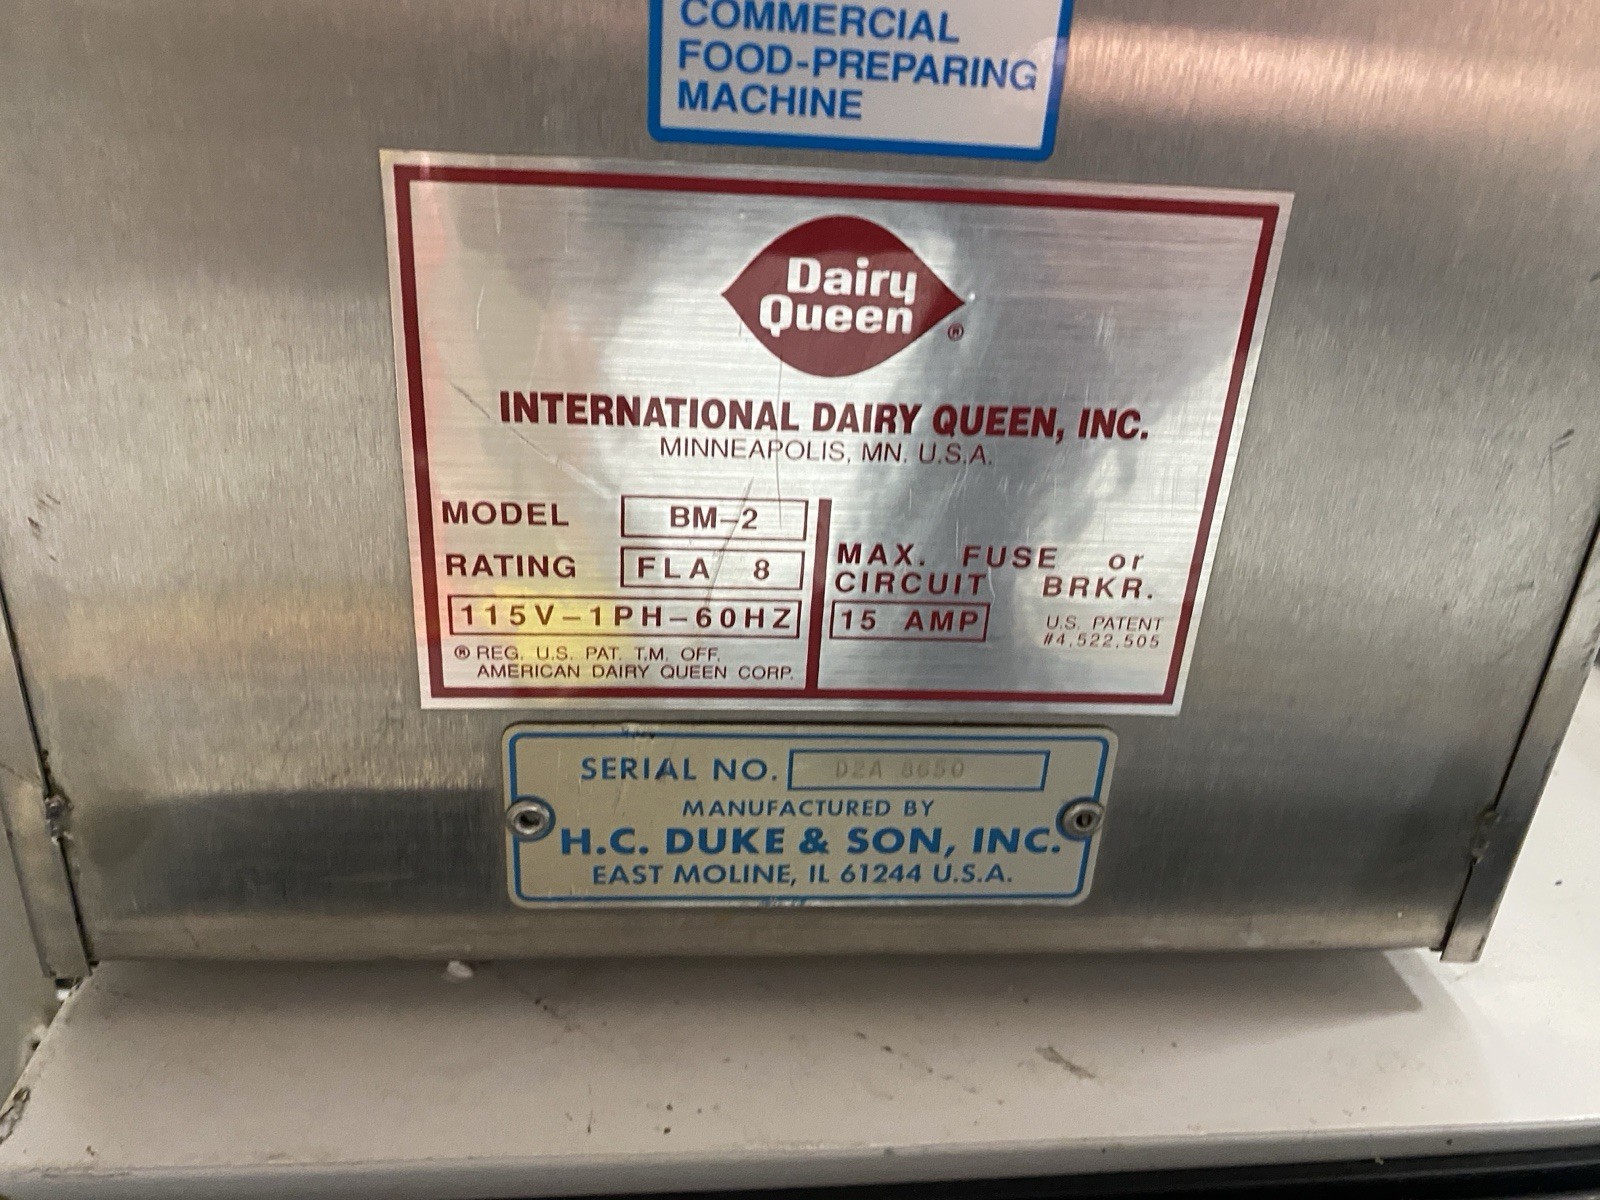 COMMERCIAL
FOOD-PREPARING
MACHINE
Dairy
Queen ®
INTERNATIONAL DAIRY QUEEN, INC.
MINNEAPOLIS, MN. U.S.A.
MODEL BM-2
RATING FLA 8
115V-1PH-60HZ
® REG. U.S. PAT. T.M. OFF.
AMERICAN DAIRY QUEEN CORP.
MAX. FUSE or
CIRCUIT BRKR.
15 AMP
U.S. PATENT
#4,522,505
SERIAL NO. D2A 8650
MANUFACTURED BY
H.C. DUKE & SON, INC.
EAST MOLINE, IL 61244 U.S.A.